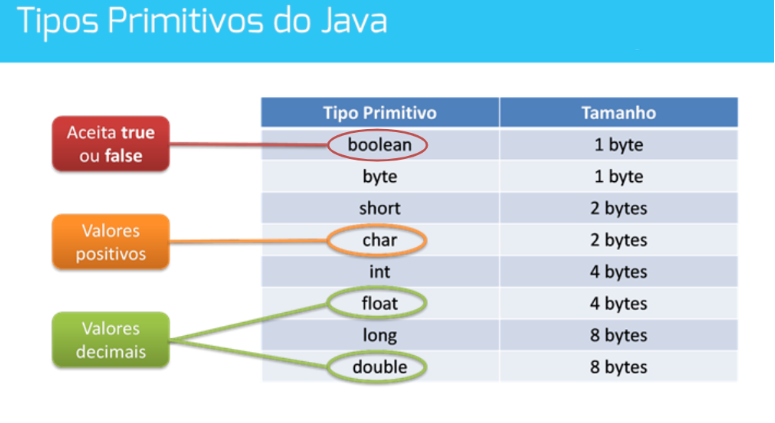 Tipos Primitivos do Java
Aceita true
ou false
Valores
positivos
Valores
decimais
Tipo Primitivo Tamanho
boolean 1 byte
byte 1 byte
short 2 bytes
char 2 bytes
int 4 bytes
float 4 bytes
long 8 bytes
double 8 bytes